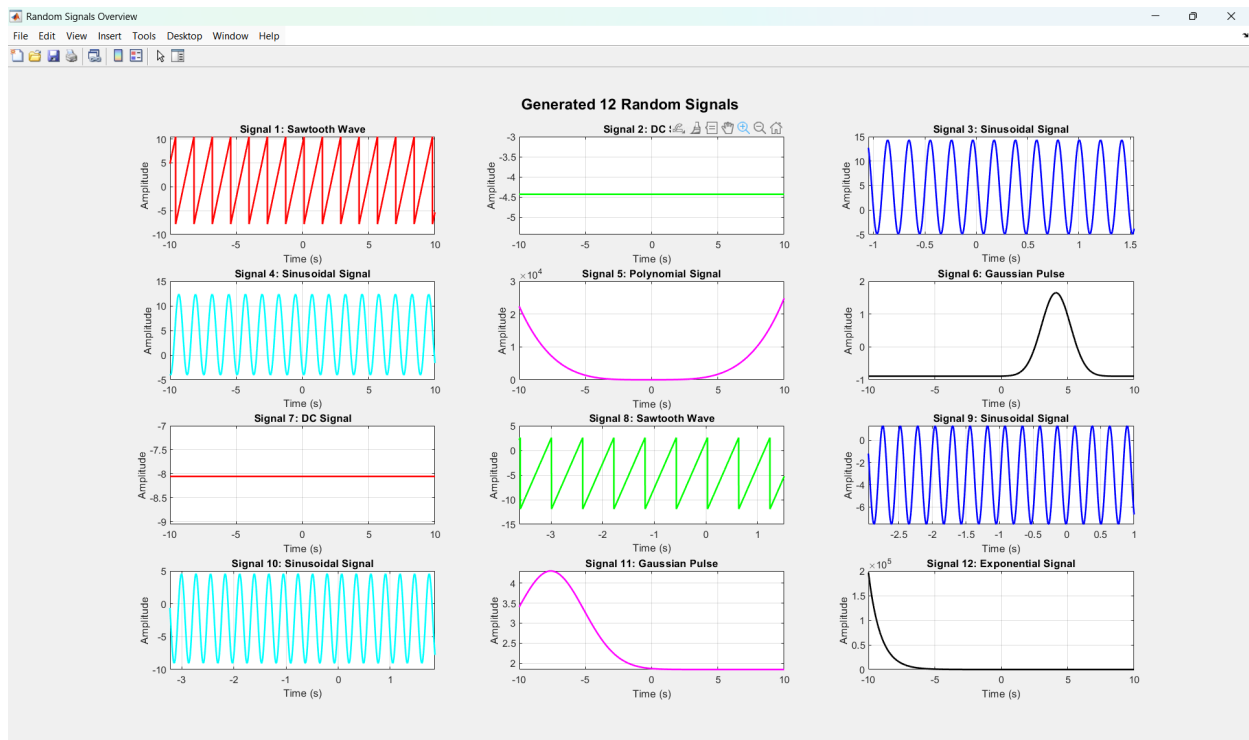 Random Signals Overview
File Edit View Insert Tools Desktop Window Help
Generated 12 Random Signals
Signal 1: Sawtooth Wave
10
5
0
-5
-10
Amplitude
-10 -5 0 5 10
Time (s)
Signal 2: DC
-3
-3.5
-4
-4.5
-5
Amplitude
-10 -5 0 5 10
Time (s)
Signal 3: Sinusoidal Signal
15
10
5
0
-5
Amplitude
-1 -0.5 0 0.5 1 1.5
Time (s)
Signal 4: Sinusoidal Signal
15
10
5
0
-5
Amplitude
-10 -5 0 5 10
Time (s)
Signal 5: Polynomial Signal
×10^4
3
2
1
0
Amplitude
-10 -5 0 5 10
Time (s)
Signal 6: Gaussian Pulse
2
1
0
-1
Amplitude
-10 -5 0 5 10
Time (s)
Signal 7: DC Signal
-7
-7.5
-8
-8.5
-9
Amplitude
-10 -5 0 5 10
Time (s)
Signal 8: Sawtooth Wave
5
0
-5
-10
-15
Amplitude
-3 -2 -1 0 1
Time (s)
Signal 9: Sinusoidal Signal
0
-2
-4
-6
Amplitude
-2.5 -2 -1.5 -1 -0.5 0 0.5 1
Time (s)
Signal 10: Sinusoidal Signal
5
0
-5
-10
Amplitude
-3 -2 -1 0 1
Time (s)
Signal 11: Gaussian Pulse
4
3.5
3
2.5
2
Amplitude
-10 -5 0 5 10
Time (s)
Signal 12: Exponential Signal
×10^5
2
1.5
1
0.5
0
Amplitude
-10 -5 0 5 10
Time (s)